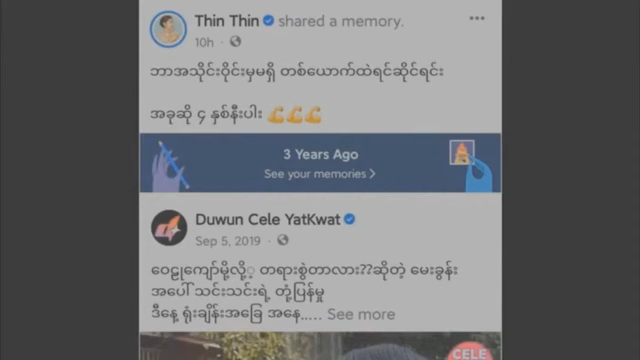 Thin Thin shared a memory.
10h ·
ဘာအသိုင်းဝိုင်းမှမရှိ တစ်ယောက်ထဲရင်ဆိုင်ရင်း
အခုဆို ၄ နှစ်နီးပါး 💪💪💪
3 Years Ago
See your memories >
Duwun Cele YatKwat
Sep 5, 2019 ·
ဝေဠုကျော်မို့လို့ တရားစွဲတာလား??ဆိုတဲ့ မေးခွန်း
အပေါ် သင်းသင်းရဲ့ တုံ့ပြန်မှု
ဒီနေ့ ရုံးချိန်းအခြေ အနေ..... See more
CELE